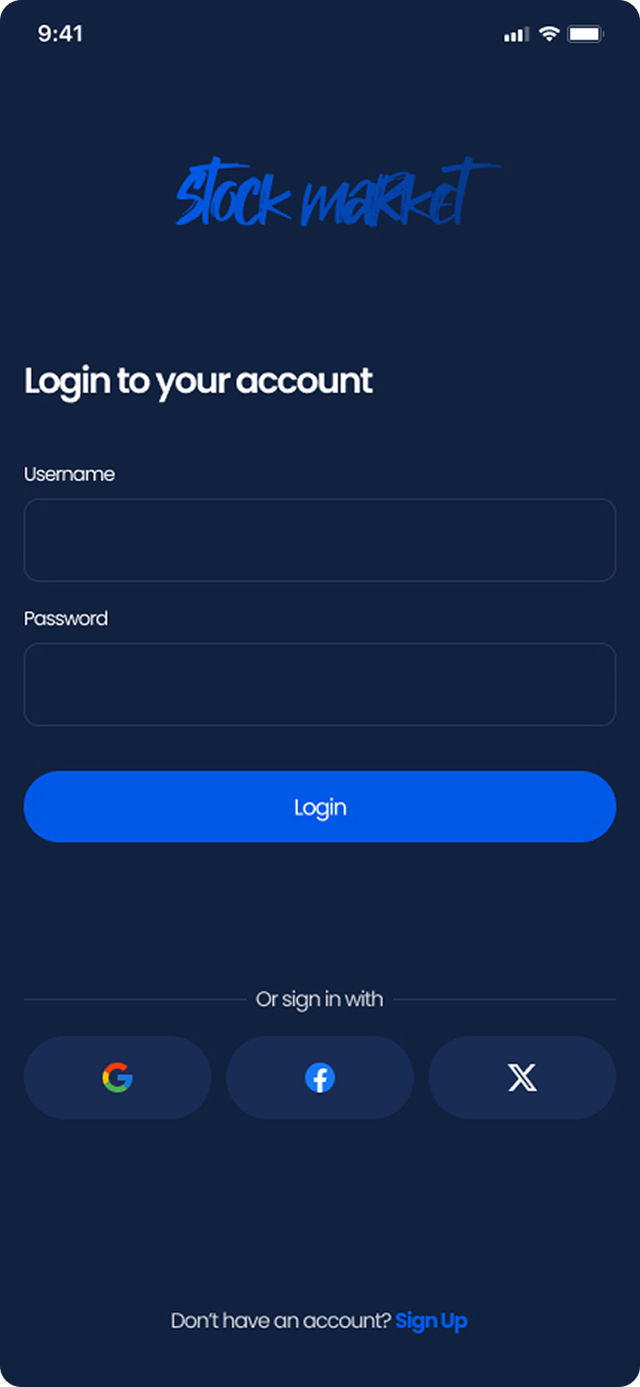 9:41
stock market
Login to your account
Username
Password
Login
Or sign in with
Don't have an account? Sign Up